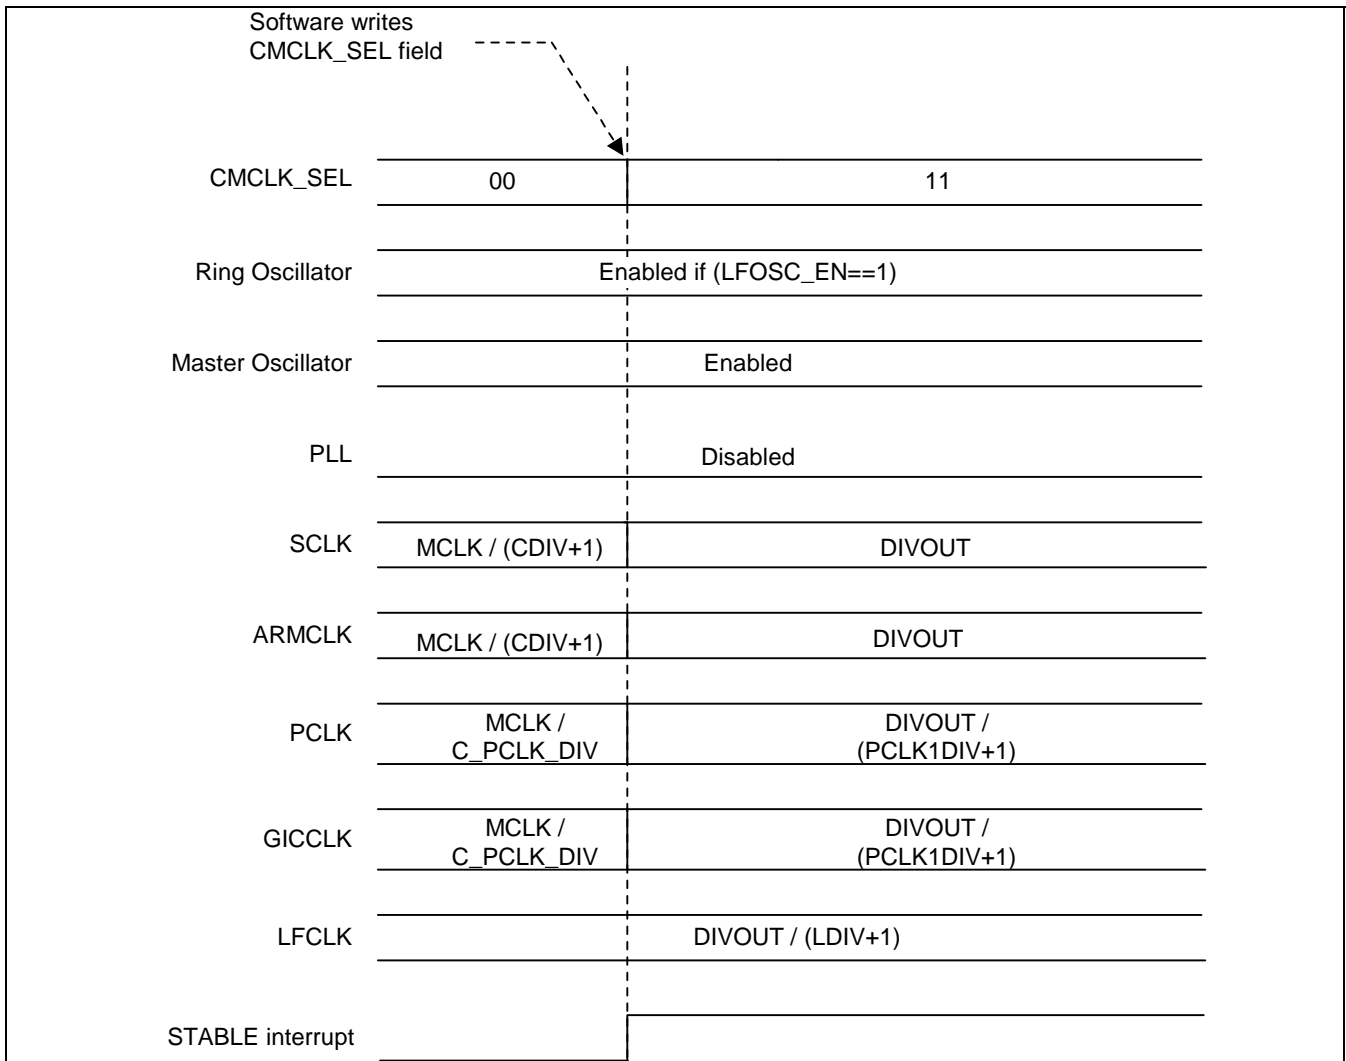 Software writes
CMCLK_SEL field
CMCLK_SEL 00 11
Ring Oscillator Enabled if (LFOSC_EN==1)
Master Oscillator Enabled
PLL Disabled
SCLK MCLK / (CDIV+1) DIVOUT
ARMCLK MCLK / (CDIV+1) DIVOUT
PCLK MCLK / C_PCLK_DIV DIVOUT / (PCLK1DIV+1)
GICCLK MCLK / C_PCLK_DIV DIVOUT / (PCLK1DIV+1)
LFCLK DIVOUT / (LDIV+1)
STABLE interrupt